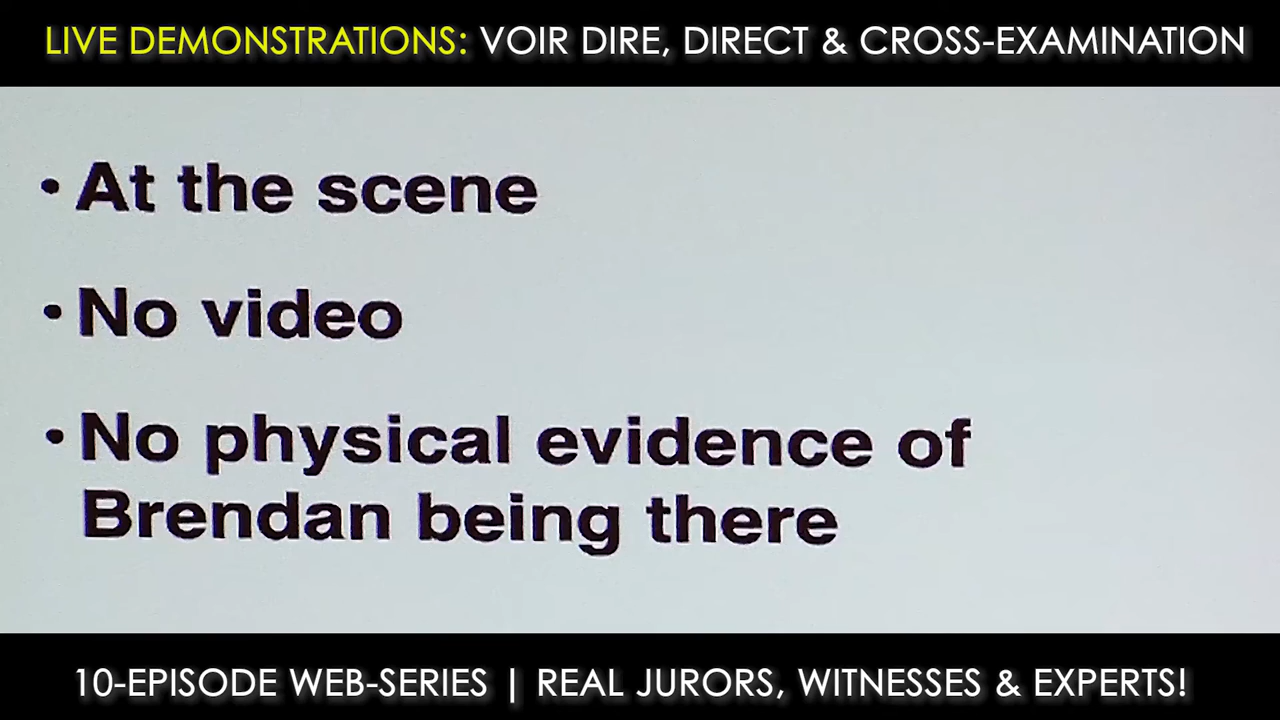 LIVE DEMONSTRATIONS: VOIR DIRE, DIRECT & CROSS-EXAMINATION
• At the scene
• No video
• No physical evidence of
Brendan being there
10-EPISODE WEB-SERIES | REAL JURORS, WITNESSES & EXPERTS!